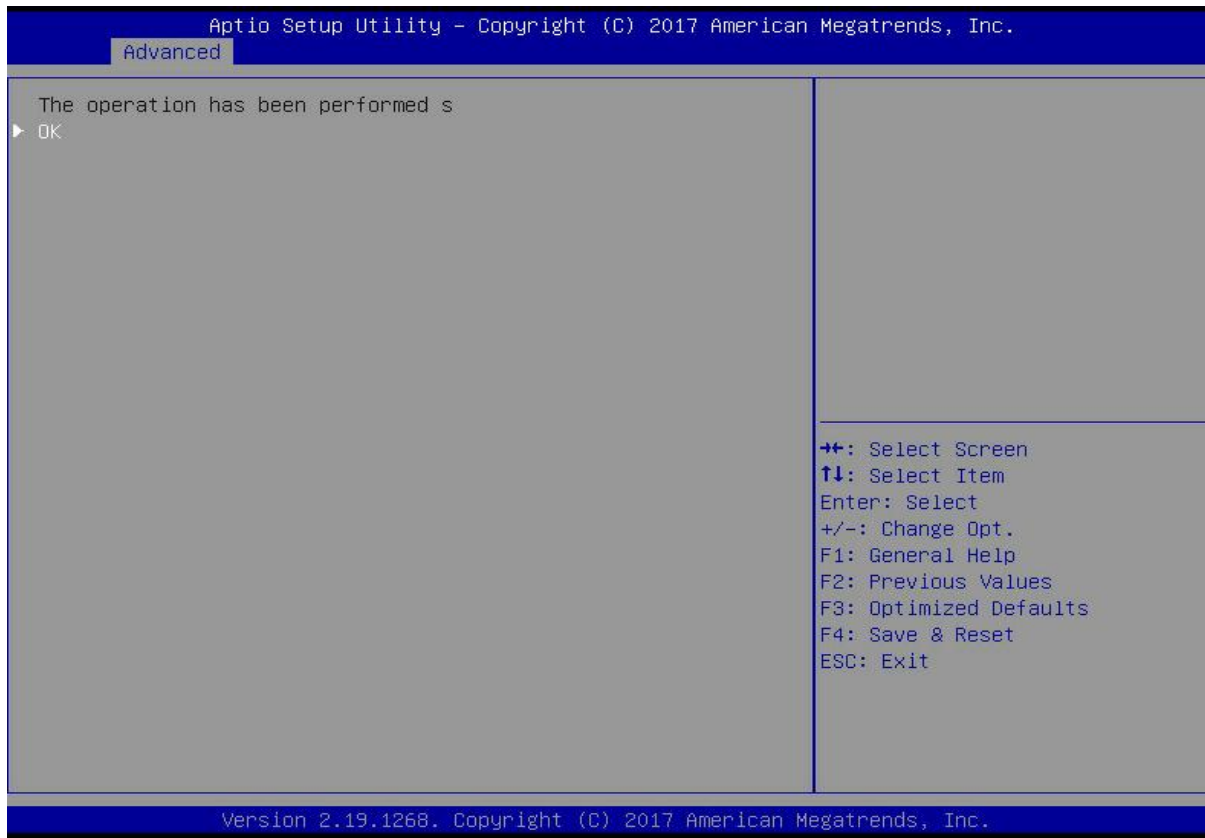 Aptio Setup Utility – Copyright (C) 2017 American Megatrends, Inc.
Advanced
The operation has been performed s
▶ OK
→←: Select Screen
↑↓: Select Item
Enter: Select
+/-: Change Opt.
F1: General Help
F2: Previous Values
F3: Optimized Defaults
F4: Save & Reset
ESC: Exit
Version 2.19.1268. Copyright (C) 2017 American Megatrends, Inc.